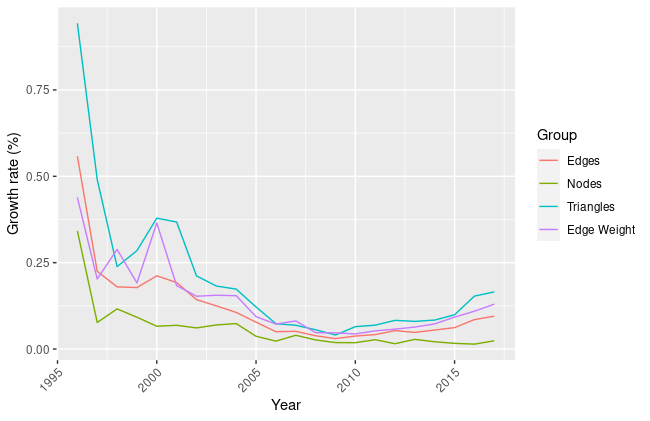 Growth rate (%)
0.75
0.50
0.25
0.00
1995
2000
2005
2010
2015
Year
Group
Edges
Nodes
Triangles
Edge Weight